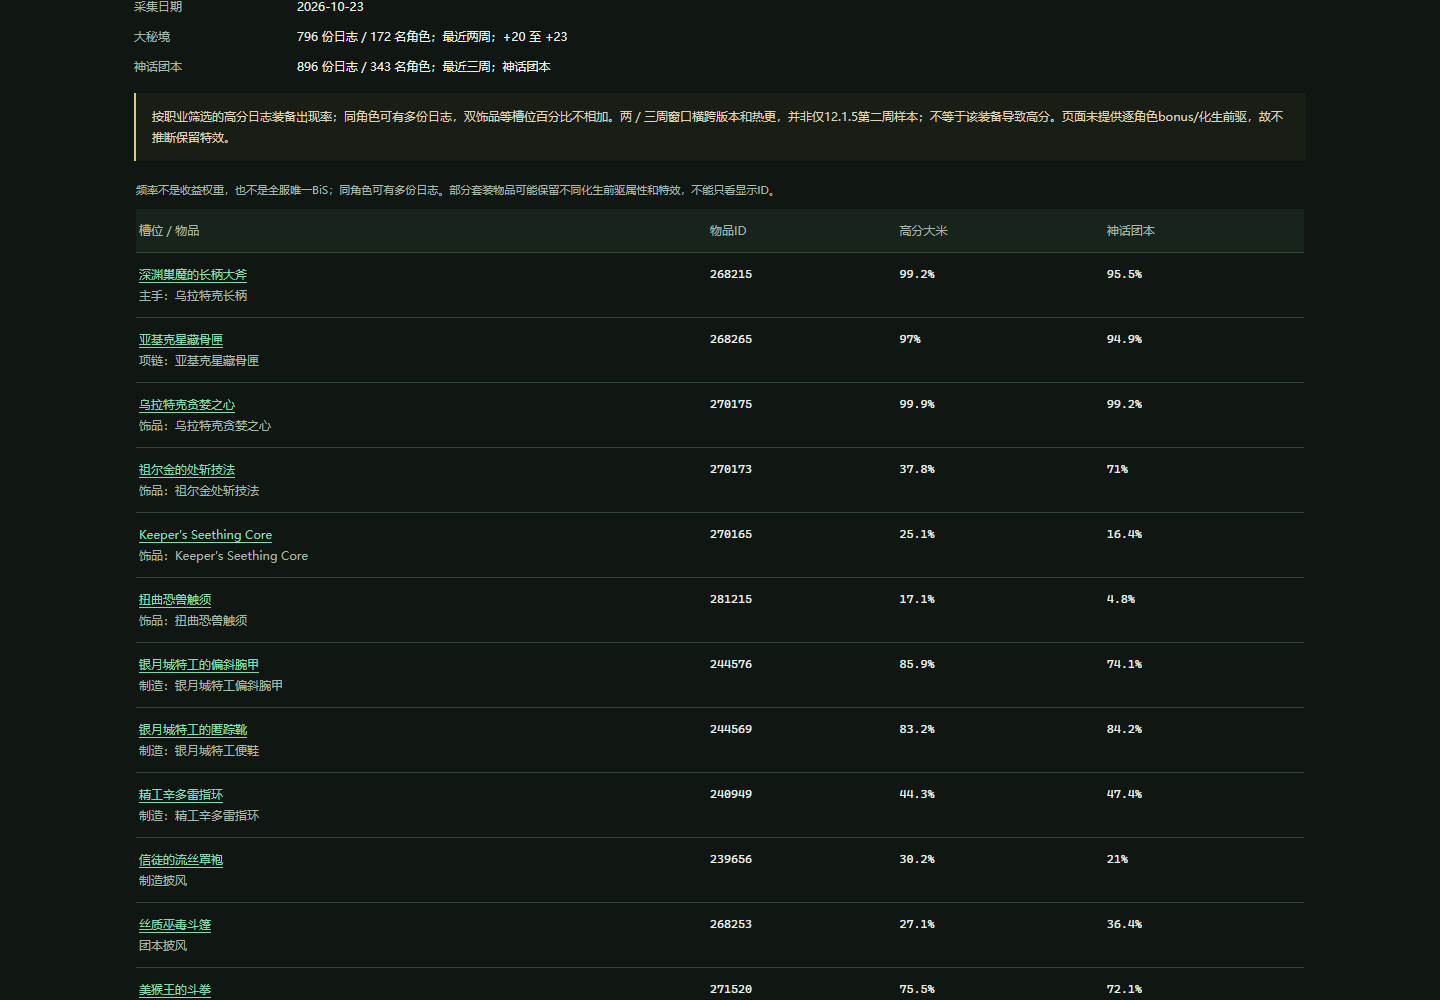 采集日期 2026-10-23
大秘境 796 份日志 / 172 名角色；最近两周；+20 至 +23
神话团本 896 份日志 / 343 名角色；最近三周；神话团本
按职业筛选的高分日志装备出现率；同角色可有多份日志，双饰品等槽位百分比不相加。两 / 三周窗口横跨版本和热更，并非仅12.1.5第二周样本；不等于该装备导致高分。页面未提供逐角色bonus/化生前驱，故不
推断保留特效。
频率不是收益权重，也不是全服唯一BiS；同角色可有多份日志。部分套装物品可能保留不同化生前驱属性和特效，不能只看显示ID。
槽位 / 物品 物品ID 高分大米 神话团本
深渊巢魔的长柄大斧 268215 99.2% 95.5%
主手：乌拉特克长柄
亚基克星藏骨匣 268265 97% 94.9%
项链：亚基克星藏骨匣
乌拉特克贪婪之心 270175 99.9% 99.2%
饰品：乌拉特克贪婪之心
祖尔金的处斩技法 270173 37.8% 71%
饰品：祖尔金处斩技法
Keeper's Seething Core 270165 25.1% 16.4%
饰品：Keeper's Seething Core
扭曲恐兽触须 281215 17.1% 4.8%
饰品：扭曲恐兽触须
银月城特工的偏斜腕甲 244576 85.9% 74.1%
制造：银月城特工偏斜腕甲
银月城特工的匿踪靴 244569 83.2% 84.2%
制造：银月城特工便鞋
精工辛多雷指环 240949 44.3% 47.4%
制造：精工辛多雷指环
信徒的流丝罩袍 239656 30.2% 21%
制造披风
丝质巫毒斗篷 268253 27.1% 36.4%
团本披风
美猴王的斗拳 271520 75.5% 72.1%